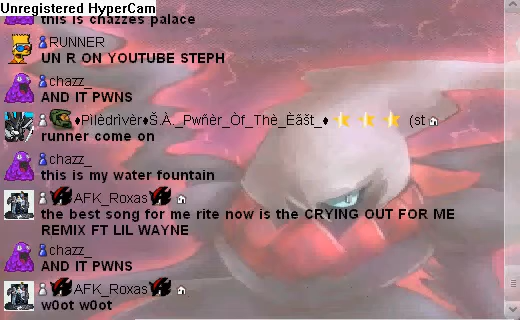 Unregistered HyperCam
this is chazzes palace
RUNNER
UN R ON YOUTUBE STEPH
chazz_
AND IT PWNS
♦Pìlèdrìvèr♦Š.À._Pwñèr_Òf_Thè_Èãšt_♦ ⭐ ⭐ ⭐ (st
runner come on
chazz_
this is my water fountain
AFK_Roxas
the best song for me rite now is the CRYING OUT FOR ME
REMIX FT LIL WAYNE
chazz_
AND IT PWNS
AFK_Roxas
w0ot w0ot